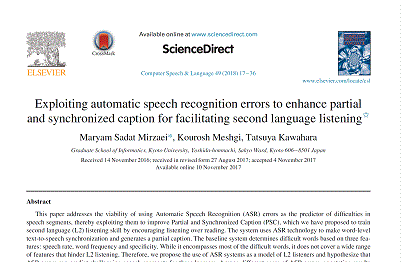 Available online at www.sciencedirect.com
ScienceDirect
ELSEVIER
CrossMark
Computer Speech & Language 49 (2018) 17–36
www.elsevier.com/locate/csl
Exploiting automatic speech recognition errors to enhance partial
and synchronized caption for facilitating second language listening☆
Maryam Sadat Mirzaei*, Kourosh Meshgi, Tatsuya Kawahara
Graduate School of Informatics, Kyoto University, Yoshida-honmachi, Sakyo Ward, Kyoto 606–8501 Japan
Received 14 November 2016; received in revised form 27 August 2017; accepted 4 November 2017
Available online 10 November 2017
Abstract
This paper addresses the viability of using Automatic Speech Recognition (ASR) errors as the predictor of difficulties in
speech segments, thereby exploiting them to improve Partial and Synchronized Caption (PSC), which we have proposed to train
second language (L2) listening skill by encouraging listening over reading. The system uses ASR technology to make word-level
text-to-speech synchronization and generates a partial caption. The baseline system determines difficult words based on three fea-
tures: speech rate, word frequency and specificity. While it encompasses most of the difficult words, it does not cover a wide range
of features that hinder L2 listening. Therefore, we propose the use of ASR systems as a model of L2 listeners and hypothesize that